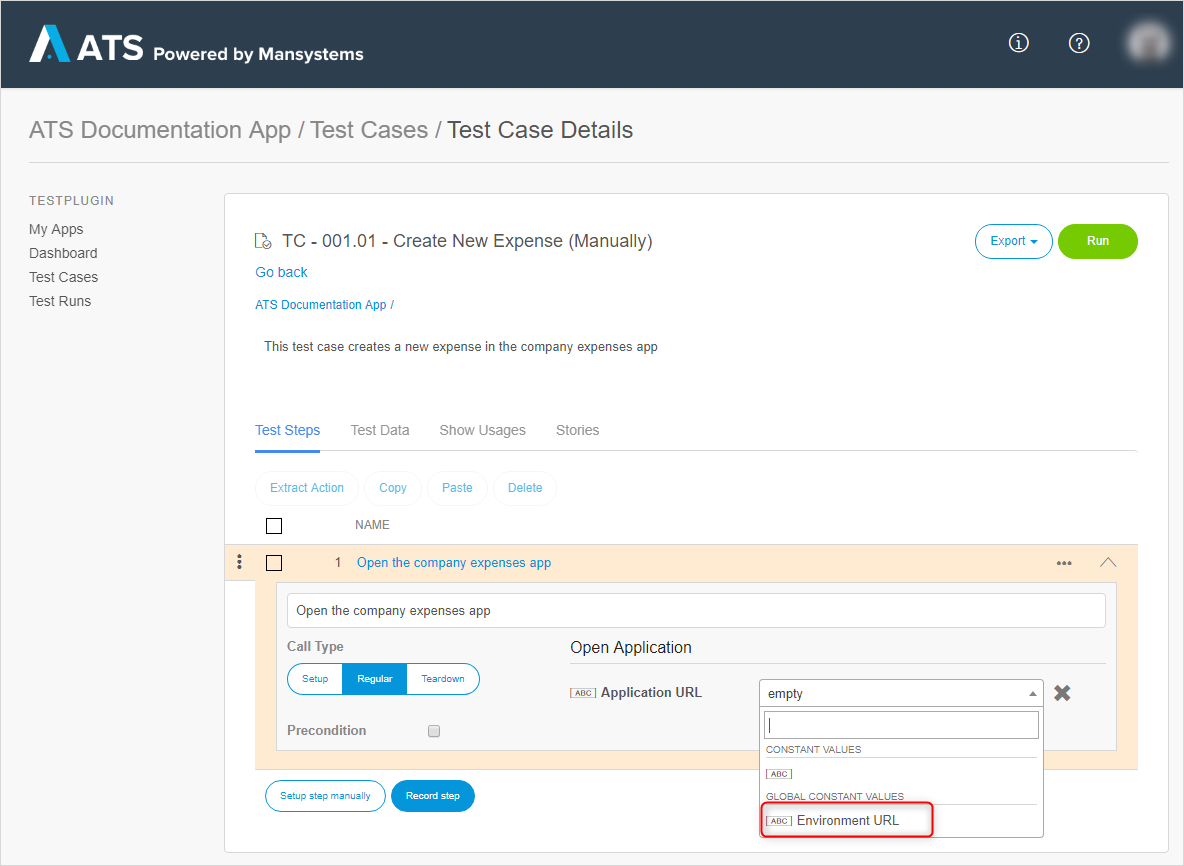 ATS Powered by Mansystems
ATS Documentation App / Test Cases / Test Case Details
TESTPLUGIN
My Apps
Dashboard
Test Cases
Test Runs
TC - 001.01 - Create New Expense (Manually)
Export
Run
Go back
ATS Documentation App /
This test case creates a new expense in the company expenses app
Test Steps Test Data Show Usages Stories
Extract Action Copy Paste Delete
NAME
1 Open the company expenses app
Open the company expenses app
Call Type
Setup Regular Teardown
Precondition
Open Application
ABC Application URL
empty
CONSTANT VALUES
ABC
GLOBAL CONSTANT VALUES
ABC Environment URL
Setup step manually Record step